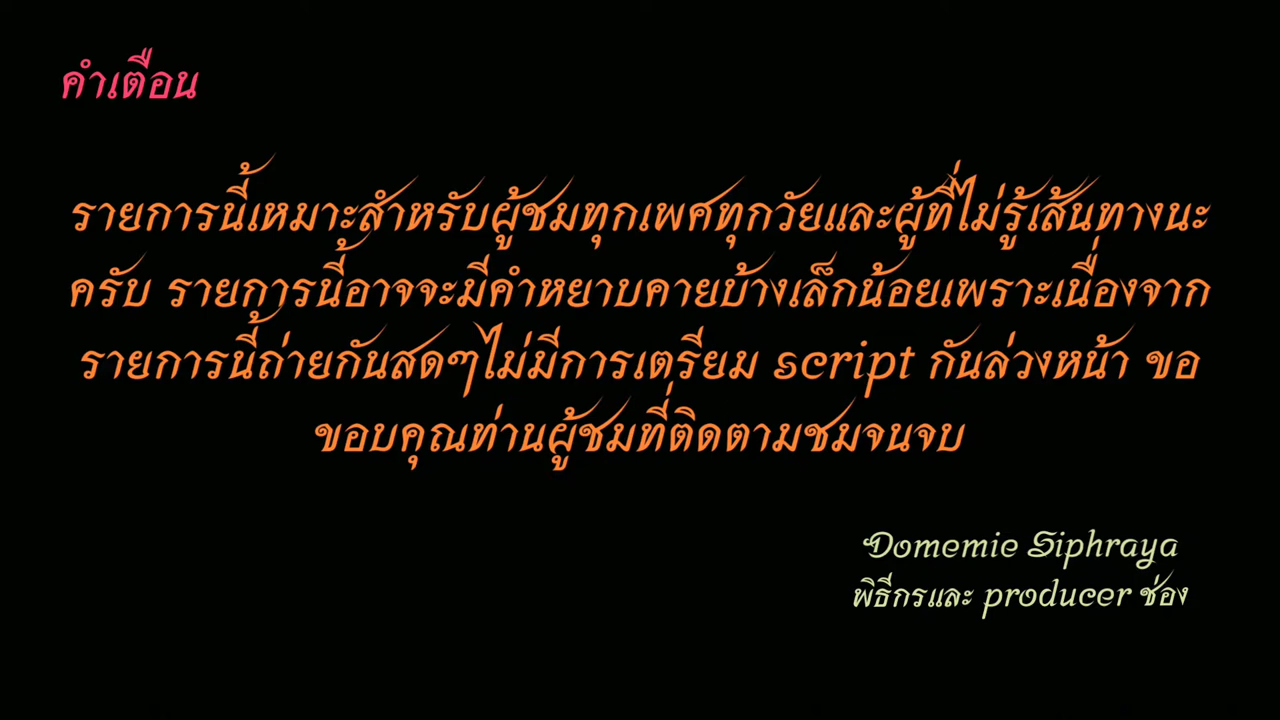 คำเตือน
รายการนี้เหมาะสำหรับผู้ชมทุกเพศทุกวัยและผู้ที่ไม่รู้เส้นทางนะ
ครับ รายการนี้อาจจะมีคำหยาบคายบ้างเล็กน้อยเพราะเนื่องจาก
รายการนี้ถ่ายกันสดๆไม่มีการเตรียม script กันล่วงหน้า ขอ
ขอบคุณท่านผู้ชมที่ติดตามชมจนจบ
Domemie Siphraya
พิธีกรและ producer ช่อง